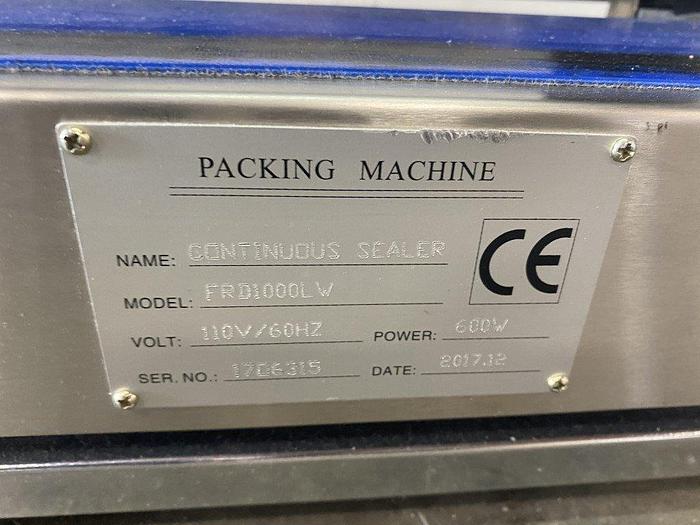 PACKING MACHINE
NAME: CONTINUOUS SEALER
MODEL: FRD1000LW
VOLT: 110V/60HZ POWER: 600W
SER. NO.: 17C6315 DATE: 2017.12
CE